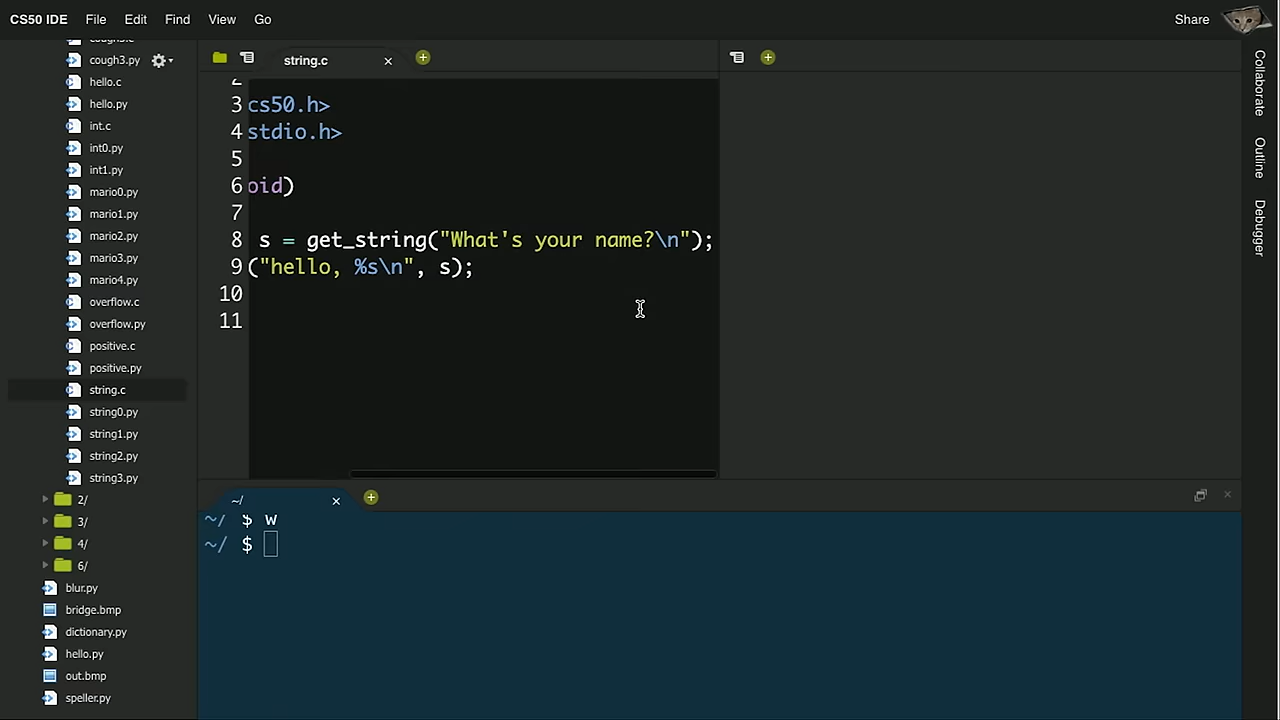 CS50 IDE File Edit Find View Go Share
cough3.c
cough3.py
hello.c
hello.py
int.c
int0.py
int1.py
mario0.py
mario1.py
mario2.py
mario3.py
mario4.py
overflow.c
overflow.py
positive.c
positive.py
string.c
string0.py
string1.py
string2.py
string3.py
2/
3/
4/
6/
blur.py
bridge.bmp
dictionary.py
hello.py
out.bmp
speller.py
string.c
2
3 cs50.h>
4 stdio.h>
5
6 oid)
7
8 s = get_string("What's your name?\n");
9 ("hello, %s\n", s);
10
11
~/
~/ $ w
~/ $
Collaborate
Outline
Debugger